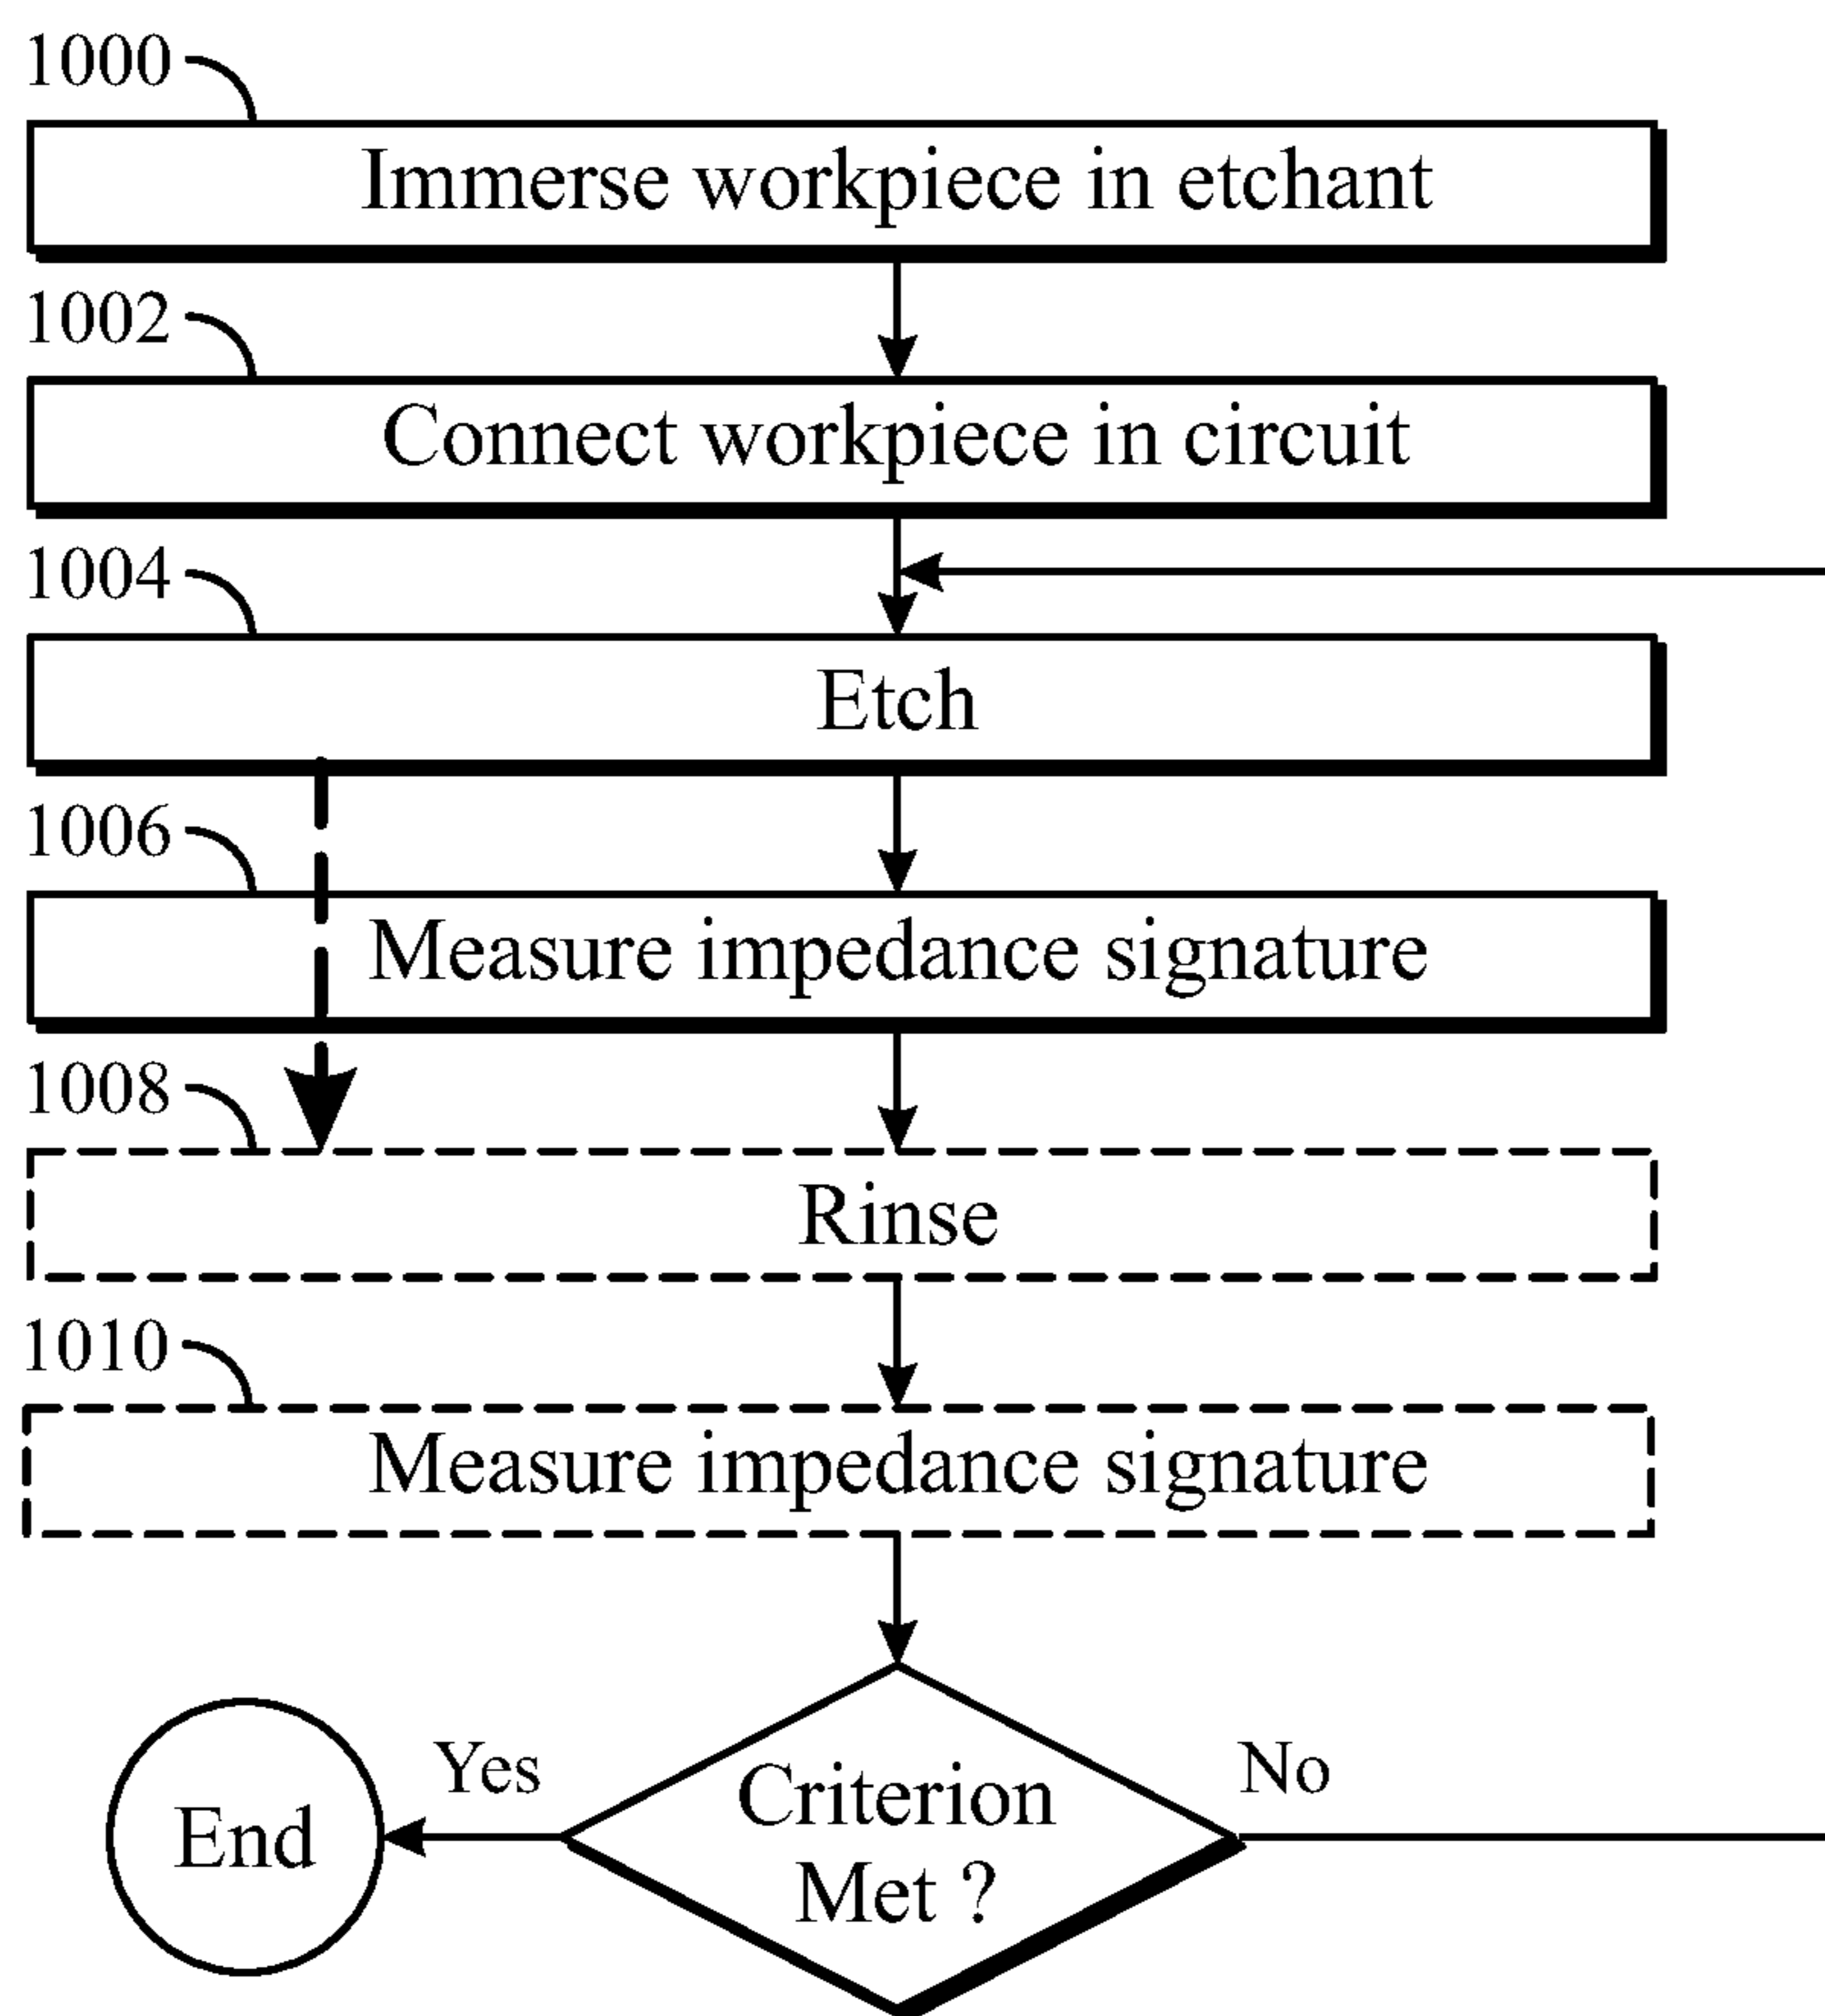 1000
Immerse workpiece in etchant
1002
Connect workpiece in circuit
1004
Etch
1006
Measure impedance signature
1008
Rinse
1010
Measure impedance signature
Criterion
Met ?
Yes
No
End